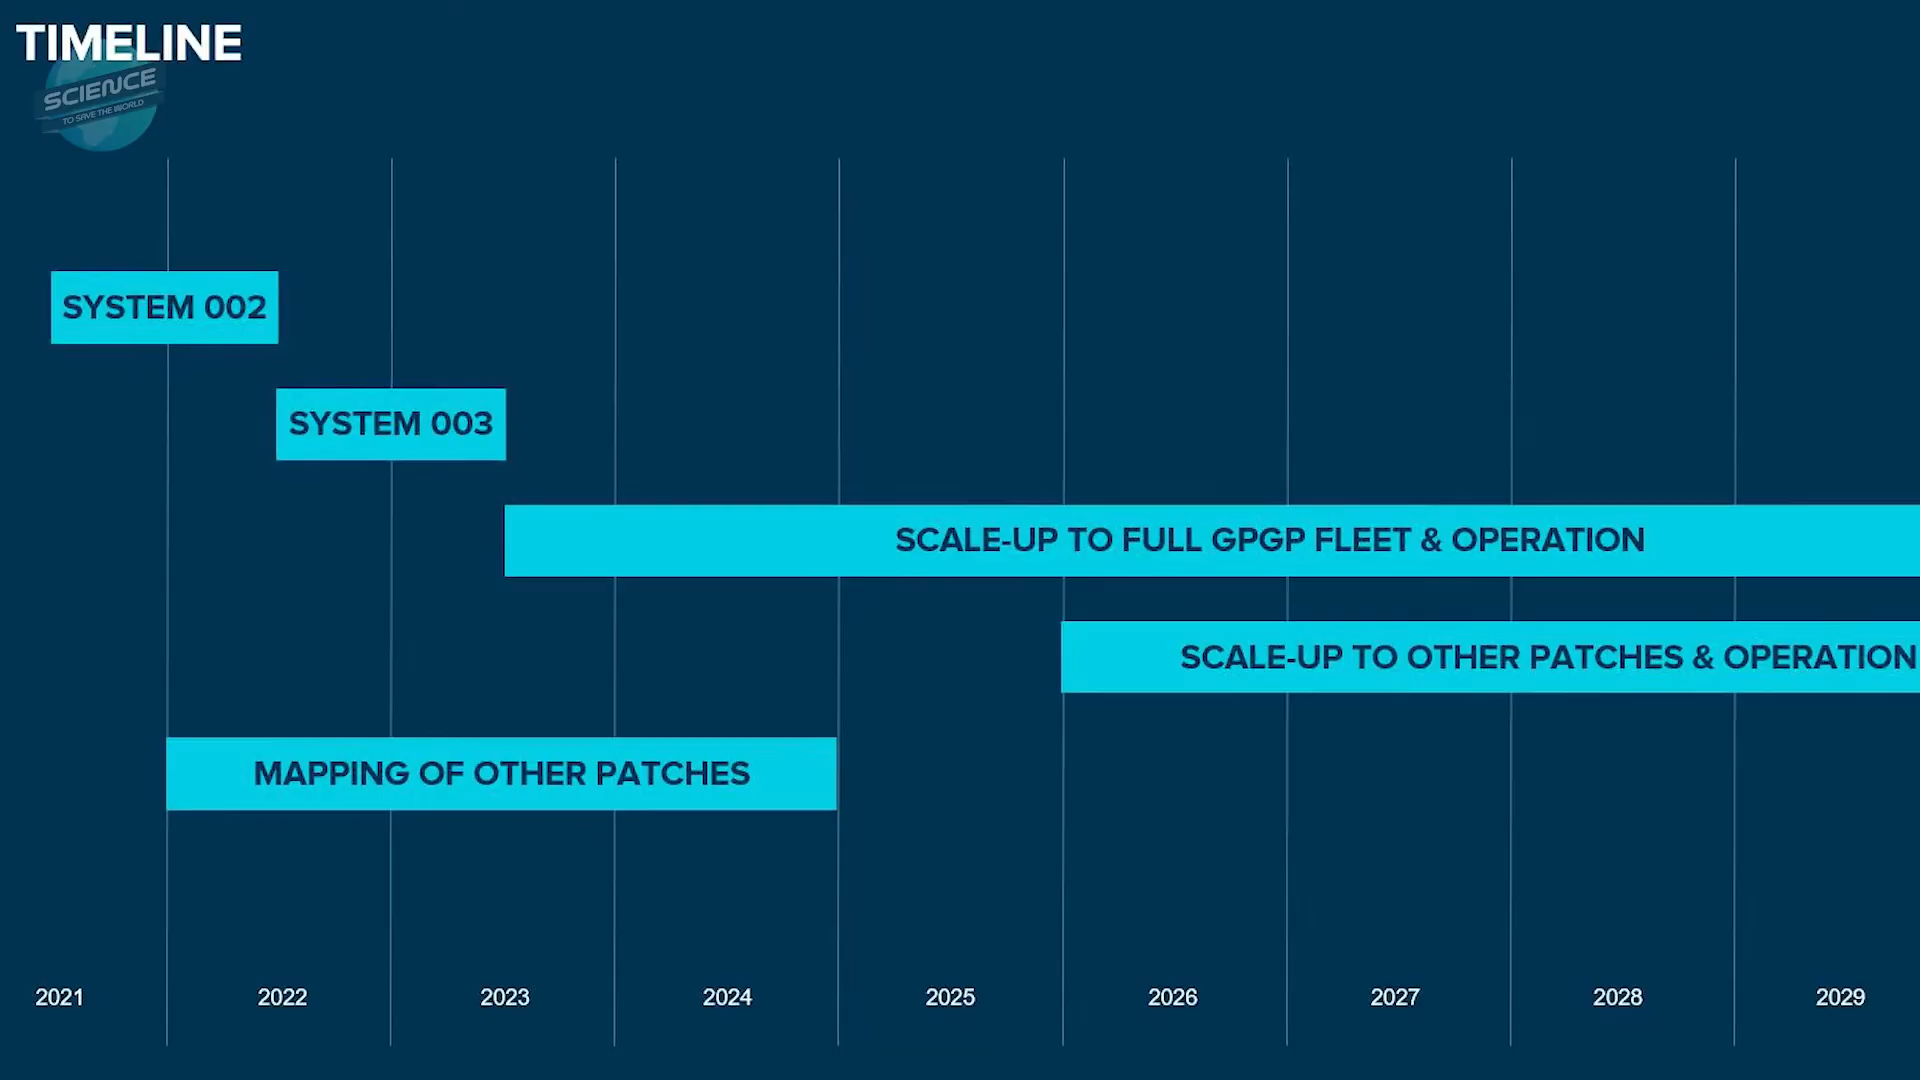 TIMELINE
SCIENCE
TO SAVE THE WORLD
SYSTEM 002
SYSTEM 003
SCALE-UP TO FULL GPGP FLEET & OPERATION
SCALE-UP TO OTHER PATCHES & OPERATION
MAPPING OF OTHER PATCHES
2021 2022 2023 2024 2025 2026 2027 2028 2029